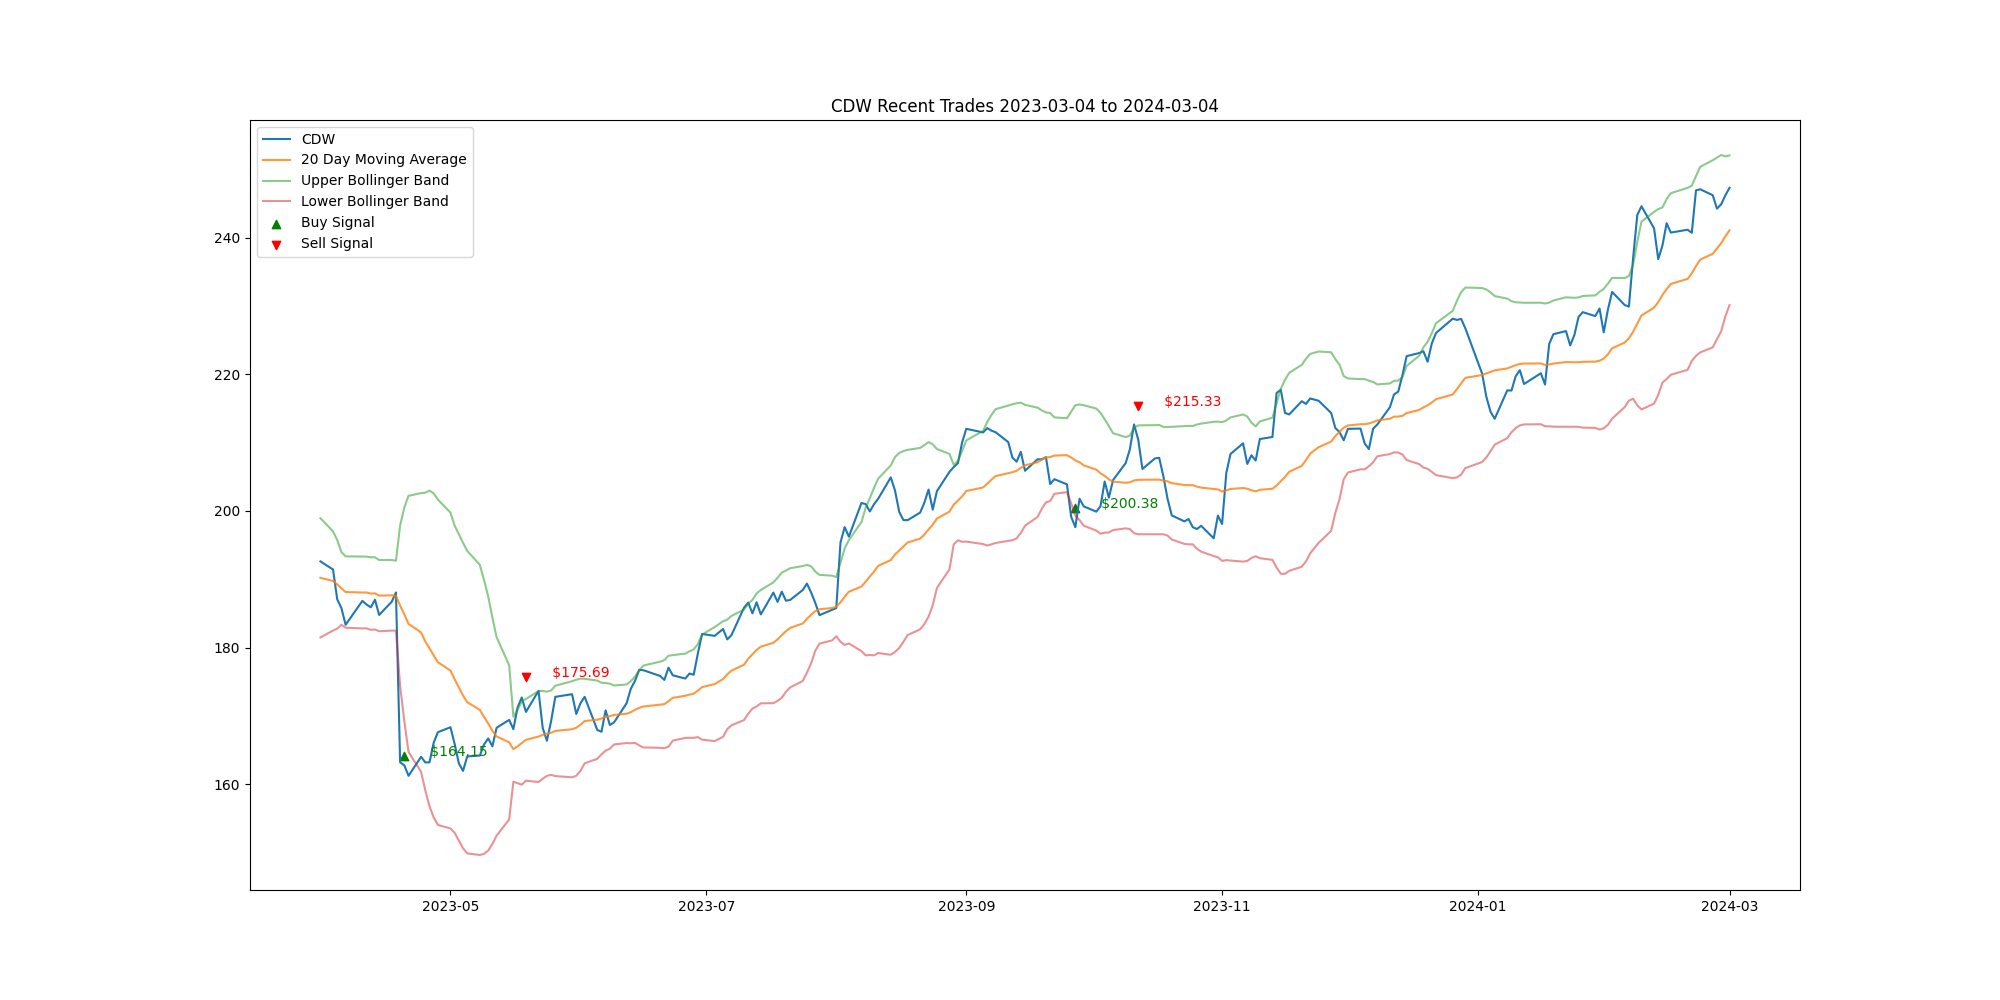 CDW Recent Trades 2023-03-04 to 2024-03-04
CDW
20 Day Moving Average
Upper Bollinger Band
Lower Bollinger Band
Buy Signal
Sell Signal
240
220
200
180
160
$215.33
$200.38
$175.69
$164.15
2023-05
2023-07
2023-09
2023-11
2024-01
2024-03